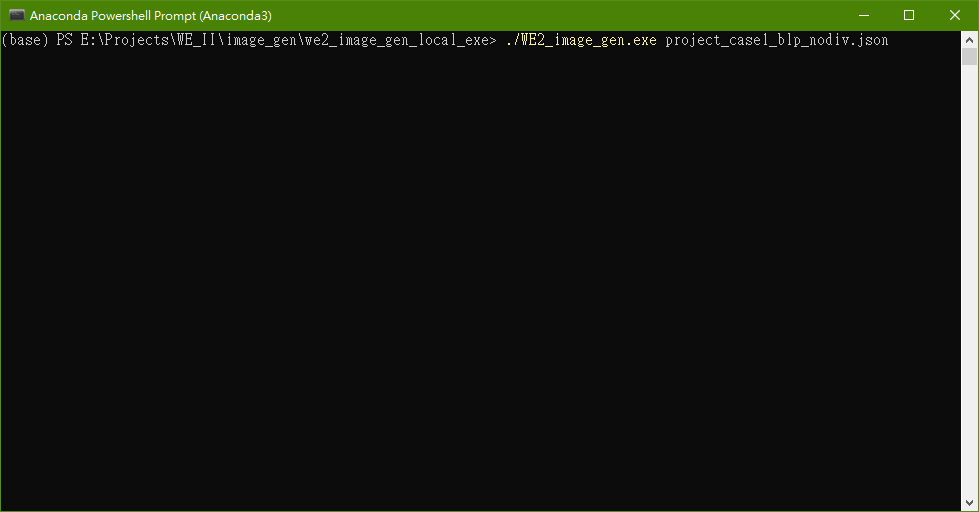 Anaconda Powershell Prompt (Anaconda3)
(base) PS E:\Projects\WE_II\image_gen\we2_image_gen_local_exe> ./WE2_image_gen.exe project_case1_blp_nodiv.json